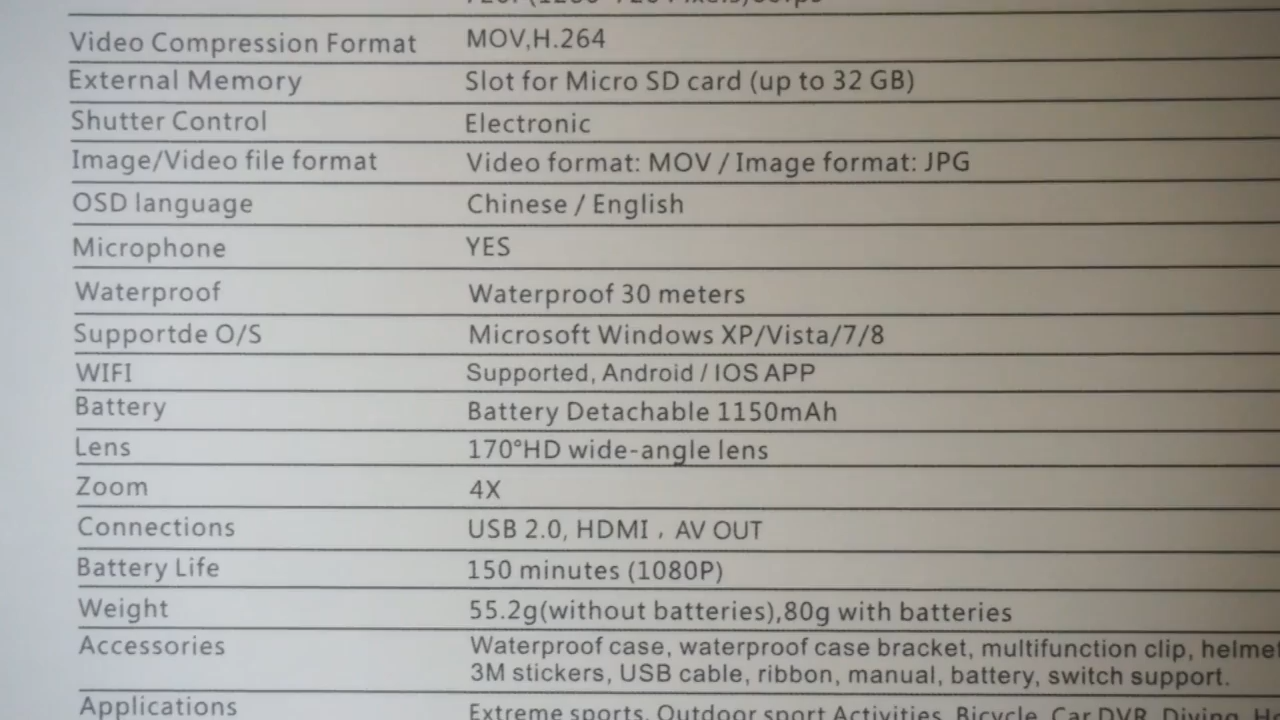 Video Compression Format MOV,H.264
External Memory Slot for Micro SD card (up to 32 GB)
Shutter Control Electronic
Image/Video file format Video format: MOV / Image format: JPG
OSD language Chinese / English
Microphone YES
Waterproof Waterproof 30 meters
Supportde O/S Microsoft Windows XP/Vista/7/8
WIFI Supported, Android / IOS APP
Battery Battery Detachable 1150mAh
Lens 170°HD wide-angle lens
Zoom 4X
Connections USB 2.0, HDMI , AV OUT
Battery Life 150 minutes (1080P)
Weight 55.2g(without batteries),80g with batteries
Accessories Waterproof case, waterproof case bracket, multifunction clip, helmet
3M stickers, USB cable, ribbon, manual, battery, switch support.
Applications Extreme sports, Outdoor sport Activities, Bicycle, Car DVR, Diving,